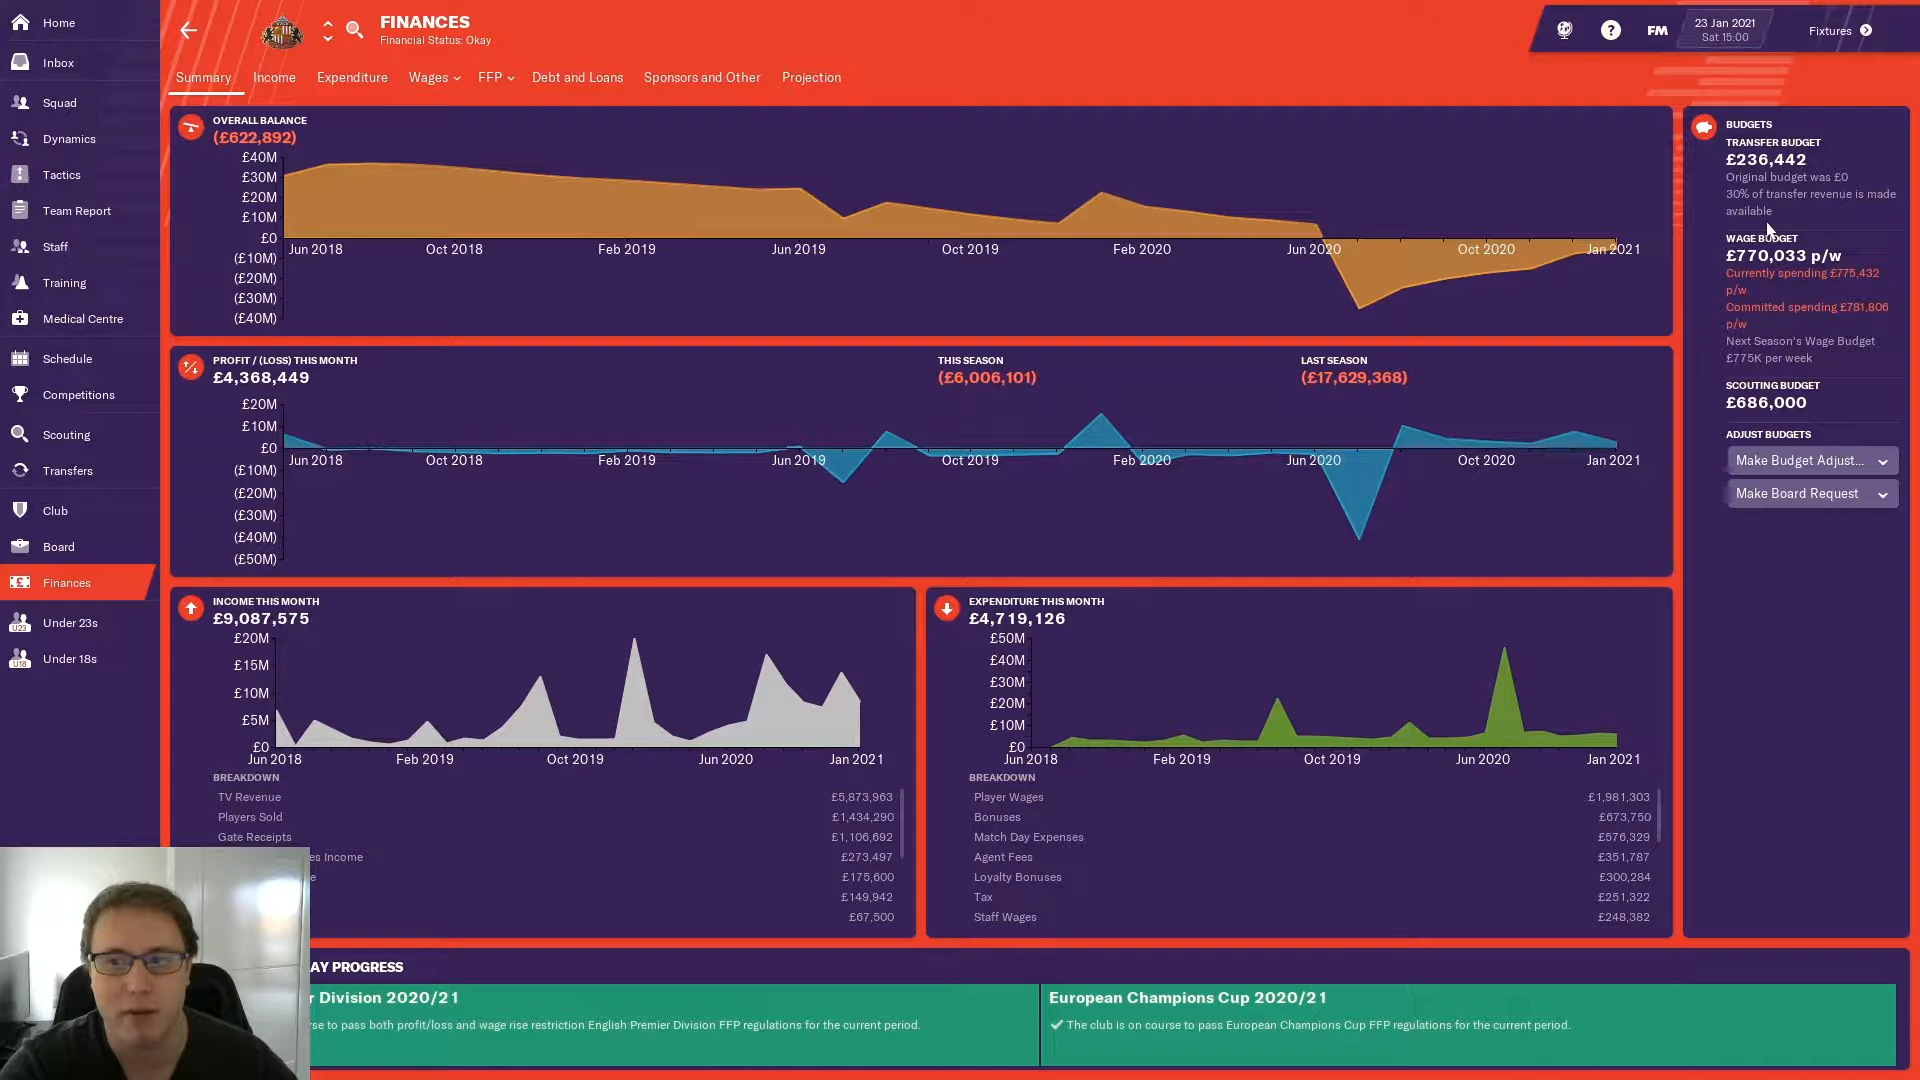 Home
Inbox
Squad
Dynamics
Tactics
Team Report
Staff
Training
Medical Centre
Schedule
Competitions
Scouting
Transfers
Club
Board
Finances
Under 23s
Under 18s
FINANCES
Financial Status: Okay
FM
23 Jan 2021
Sat 15:00
Fixtures
Summary Income Expenditure Wages FFP Debt and Loans Sponsors and Other Projection
OVERALL BALANCE
(£622,892)
£40M
£30M
£20M
£10M
£0
(£10M)
(£20M)
(£30M)
(£40M)
Jun 2018 Oct 2018 Feb 2019 Jun 2019 Oct 2019 Feb 2020 Jun 2020 Oct 2020 Jan 2021
PROFIT / (LOSS) THIS MONTH
£4,368,449
THIS SEASON
(£6,006,101)
LAST SEASON
(£17,629,368)
£20M
£10M
£0
(£10M)
(£20M)
(£30M)
(£40M)
(£50M)
Jun 2018 Oct 2018 Feb 2019 Jun 2019 Oct 2019 Feb 2020 Jun 2020 Oct 2020 Jan 2021
INCOME THIS MONTH
£9,087,575
£20M
£15M
£10M
£5M
£0
Jun 2018 Feb 2019 Oct 2019 Jun 2020 Jan 2021
BREAKDOWN
TV Revenue £5,873,963
Players Sold £1,434,290
Gate Receipts £1,106,692
es Income £273,497
e £175,600
£149,942
£67,500
EXPENDITURE THIS MONTH
£4,719,126
£50M
£40M
£30M
£20M
£10M
£0
Jun 2018 Feb 2019 Oct 2019 Jun 2020 Jan 2021
BREAKDOWN
Player Wages £1,981,303
Bonuses £673,750
Match Day Expenses £576,329
Agent Fees £351,787
Loyalty Bonuses £300,284
Tax £251,322
Staff Wages £248,382
BUDGETS
TRANSFER BUDGET
£236,442
Original budget was £0
30% of transfer revenue is made
available
WAGE BUDGET
£770,033 p/w
Currently spending £775,432
p/w
Committed spending £781,806
p/w
Next Season's Wage Budget
£775K per week
SCOUTING BUDGET
£686,000
ADJUST BUDGETS
Make Budget Adjust...
Make Board Request
AY PROGRESS
r Division 2020/21
rse to pass both profit/loss and wage rise restriction English Premier Division FFP regulations for the current period.
European Champions Cup 2020/21
The club is on course to pass European Champions Cup FFP regulations for the current period.
U23
U18